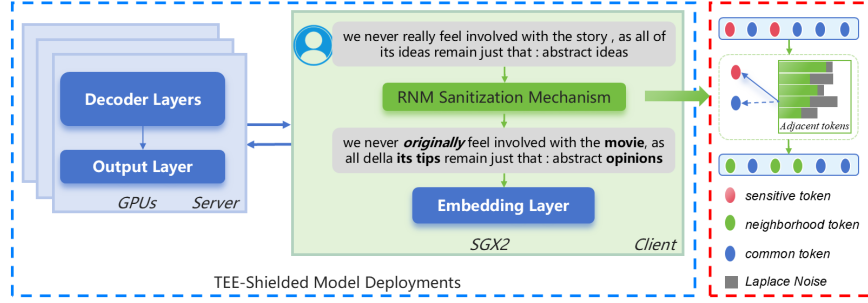 Decoder Layers
Output Layer
GPUs
Server
we never really feel involved with the story , as all of
its ideas remain just that : abstract ideas
RNM Sanitization Mechanism
we never originally feel involved with the movie, as
all della its tips remain just that : abstract opinions
Embedding Layer
SGX2
Client
TEE-Shielded Model Deployments
Adjacent tokens
sensitive token
neighborhood token
common token
Laplace Noise